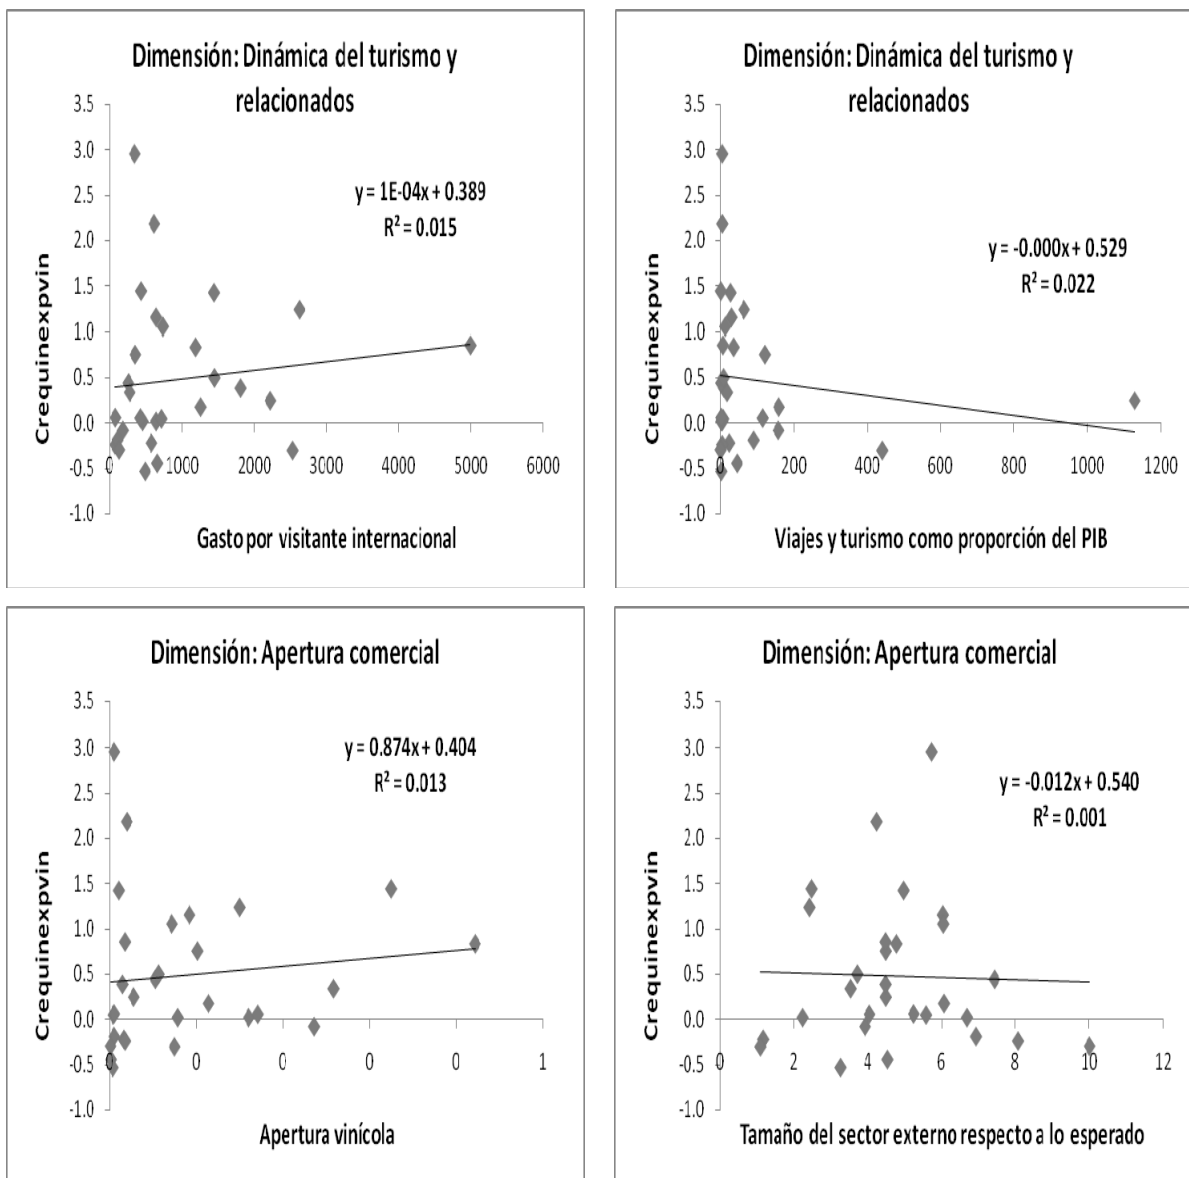 Dimensión: Dinámica del turismo y
relacionados
3.5
3.0
2.5
2.0
1.5
1.0
0.5
0.0
-0.5
-1.0
Crequinexpvin
y = 1E-04x + 0.389
R² = 0.015
0 1000 2000 3000 4000 5000 6000
Gasto por visitante internacional
Dimensión: Dinámica del turismo y
relacionados
3.5
3.0
2.5
2.0
1.5
1.0
0.5
0.0
-0.5
-1.0
Crequinexpvin
y = -0.000x + 0.529
R² = 0.022
0 200 400 600 800 1000 1200
Viajes y turismo como proporción del PIB
Dimensión: Apertura comercial
3.5
3.0
2.5
2.0
1.5
1.0
0.5
0.0
-0.5
-1.0
Crequinexpvin
y = 0.874x + 0.404
R² = 0.013
0 0 0 0 0 1
Apertura vinícola
Dimensión: Apertura comercial
3.5
3.0
2.5
2.0
1.5
1.0
0.5
0.0
-0.5
-1.0
Crequinexpvin
y = -0.012x + 0.540
R² = 0.001
0 2 4 6 8 10 12
Tamaño del sector externo respecto a lo esperado